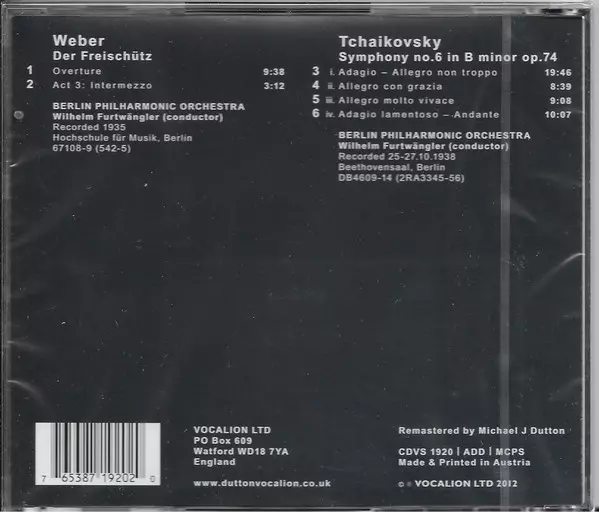 Weber
Der Freischütz
1 Overture 9:38
2 Act 3: Intermezzo 3:12
BERLIN PHILHARMONIC ORCHESTRA
Wilhelm Furtwängler (conductor)
Recorded 1935
Hochschule für Musik, Berlin
67108-9 (542-5)
Tchaikovsky
Symphony no.6 in B minor op.74
3 i. Adagio – Allegro non troppo 19:46
4 ii. Allegro con grazia 8:39
5 iii. Allegro molto vivace 9:08
6 iv. Adagio lamentoso – Andante 10:07
BERLIN PHILHARMONIC ORCHESTRA
Wilhelm Furtwängler (conductor)
Recorded 25-27.10.1938
Beethovensaal, Berlin
DB4609-14 (2RA3345-56)
7 65387 19202 0
VOCALION LTD
PO Box 609
Watford WD18 7YA
England
www.duttonvocalion.co.uk
Remastered by Michael J Dutton
CDVS 1920 | ADD | MCPS
Made & Printed in Austria
© ℗ VOCALION LTD 2012